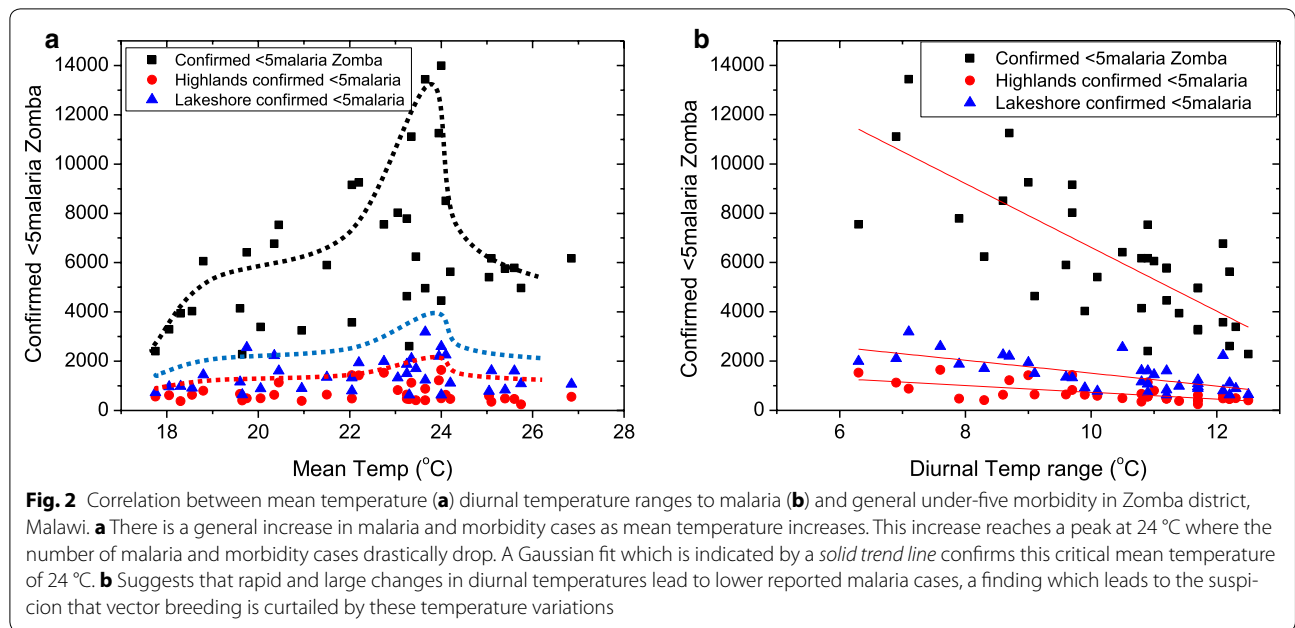 a
Confirmed <5malaria Zomba
Highlands confirmed <5malaria
Lakeshore confirmed <5malaria
14000
12000
10000
8000
6000
4000
2000
0
Confirmed <5malaria Zomba
18 20 22 24 26 28
Mean Temp (°C)
b
Confirmed <5malaria Zomba
Highlands confirmed <5malaria
Lakeshore confirmed <5malaria
14000
12000
10000
8000
6000
4000
2000
0
Confirmed <5malaria Zomba
6 8 10 12
Diurnal Temp range (°C)
Fig. 2 Correlation between mean temperature (a) diurnal temperature ranges to malaria (b) and general under-five morbidity in Zomba district,
Malawi. a There is a general increase in malaria and morbidity cases as mean temperature increases. This increase reaches a peak at 24 °C where the
number of malaria and morbidity cases drastically drop. A Gaussian fit which is indicated by a solid trend line confirms this critical mean temperature
of 24 °C. b Suggests that rapid and large changes in diurnal temperatures lead to lower reported malaria cases, a finding which leads to the suspi-
cion that vector breeding is curtailed by these temperature variations